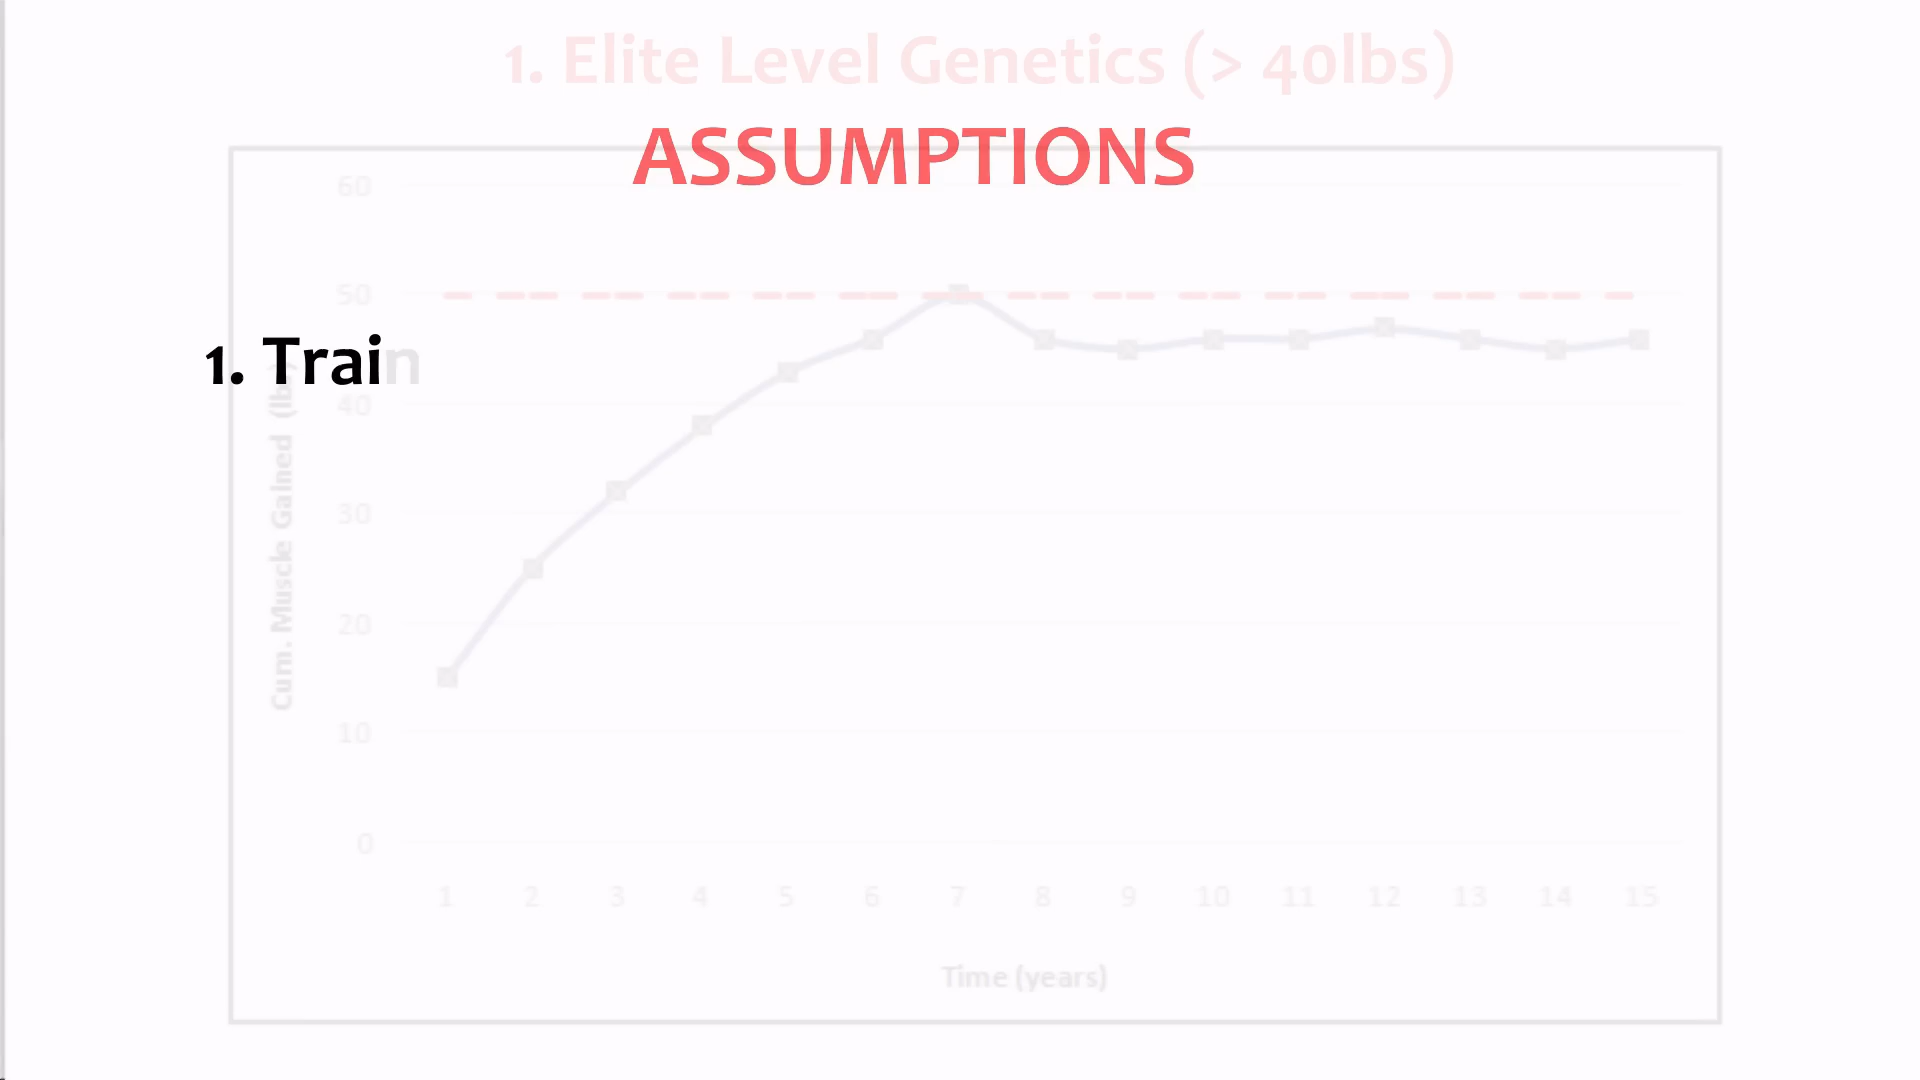 1. Elite Level Genetics (> 40lbs)
ASSUMPTIONS
1. Train
60
50
40
30
20
10
0
Cum. Muscle Gained (lbs)
1 2 3 4 5 6 7 8 9 10 11 12 13 14 15
Time (years)